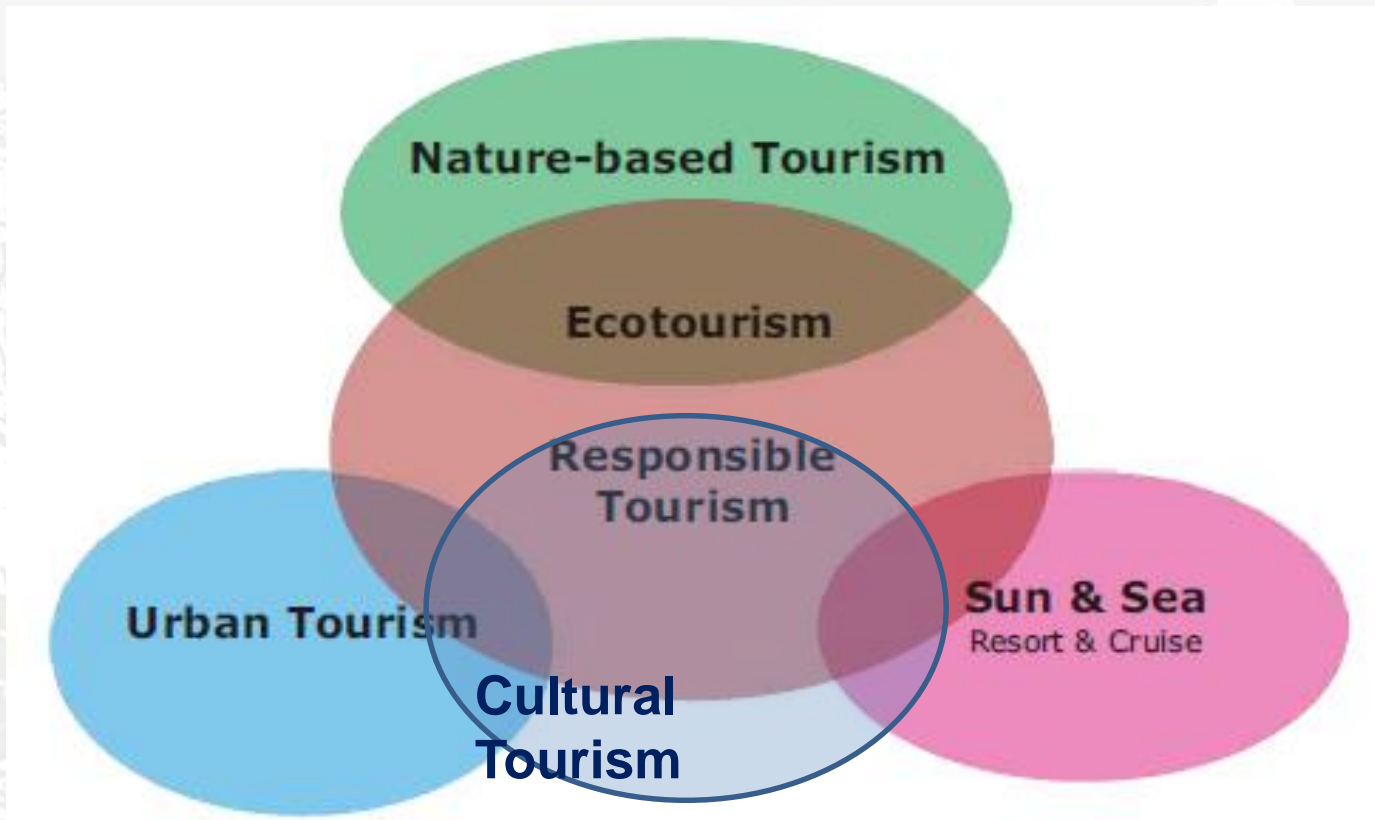 Nature-based Tourism
Ecotourism
Responsible
Tourism
Urban Tourism
Sun & Sea
Resort & Cruise
Cultural
Tourism